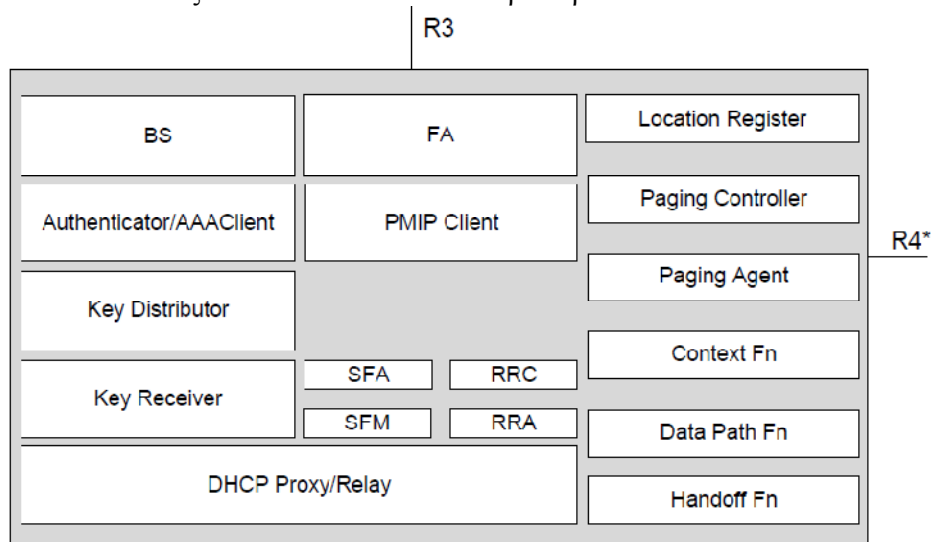 R3
BS
FA
Location Register
Authenticator/AAAClient
PMIP Client
Paging Controller
R4*
Paging Agent
Key Distributor
Context Fn
SFA
RRC
Key Receiver
SFM
RRA
Data Path Fn
DHCP Proxy/Relay
Handoff Fn